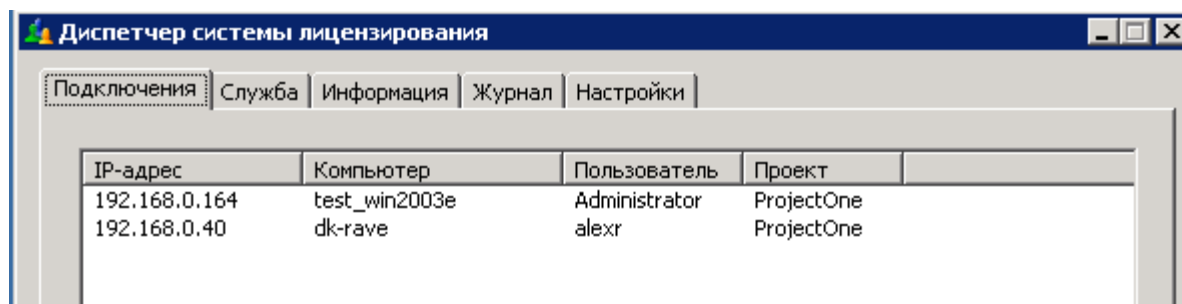 Диспетчер системы лицензирования
Подключения Служба Информация Журнал Настройки
IP-адрес Компьютер Пользователь Проект
192.168.0.164 test_win2003e Administrator ProjectOne
192.168.0.40 dk-rave alexr ProjectOne